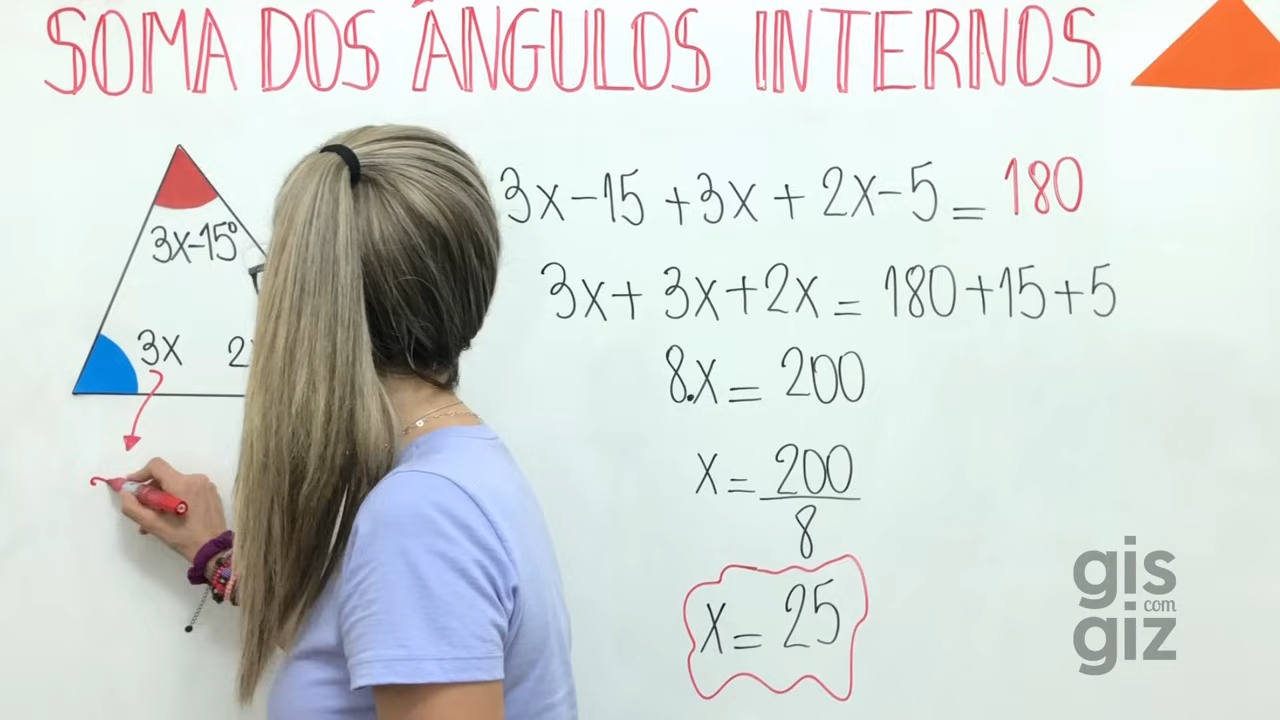 SOMA DOS ÂNGULOS INTERNOS
3x-15°
3x
2
3x-15+3x+2x-5=180
3x+3x+2x=180+15+5
8.x=200
x=200
8
x=25
gis
com
giz